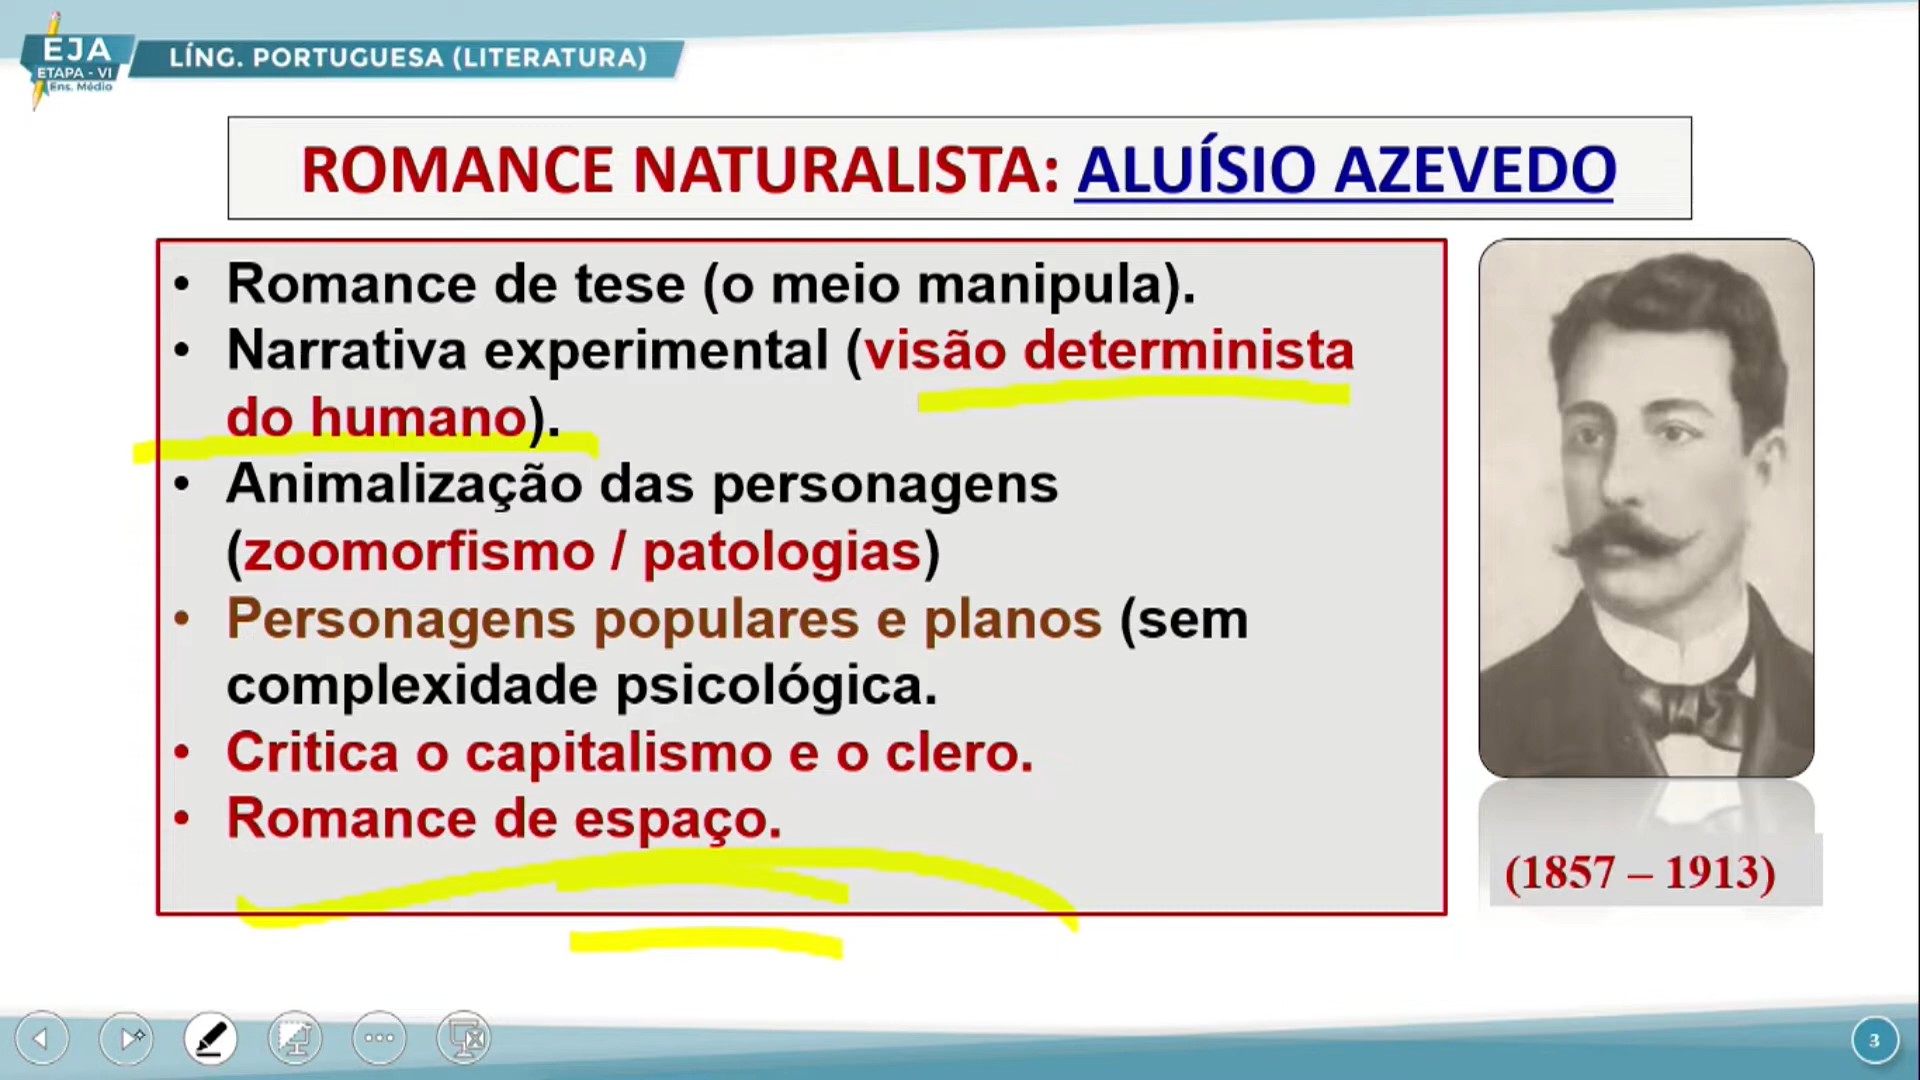 EJA
ETAPA - VI
Ens. Médio
LÍNG. PORTUGUESA (LITERATURA)
ROMANCE NATURALISTA: ALUÍSIO AZEVEDO
• Romance de tese (o meio manipula).
• Narrativa experimental (visão determinista
do humano).
• Animalização das personagens
(zoomorfismo / patologias)
• Personagens populares e planos (sem
complexidade psicológica.
• Critica o capitalismo e o clero.
• Romance de espaço.
(1857 – 1913)
3